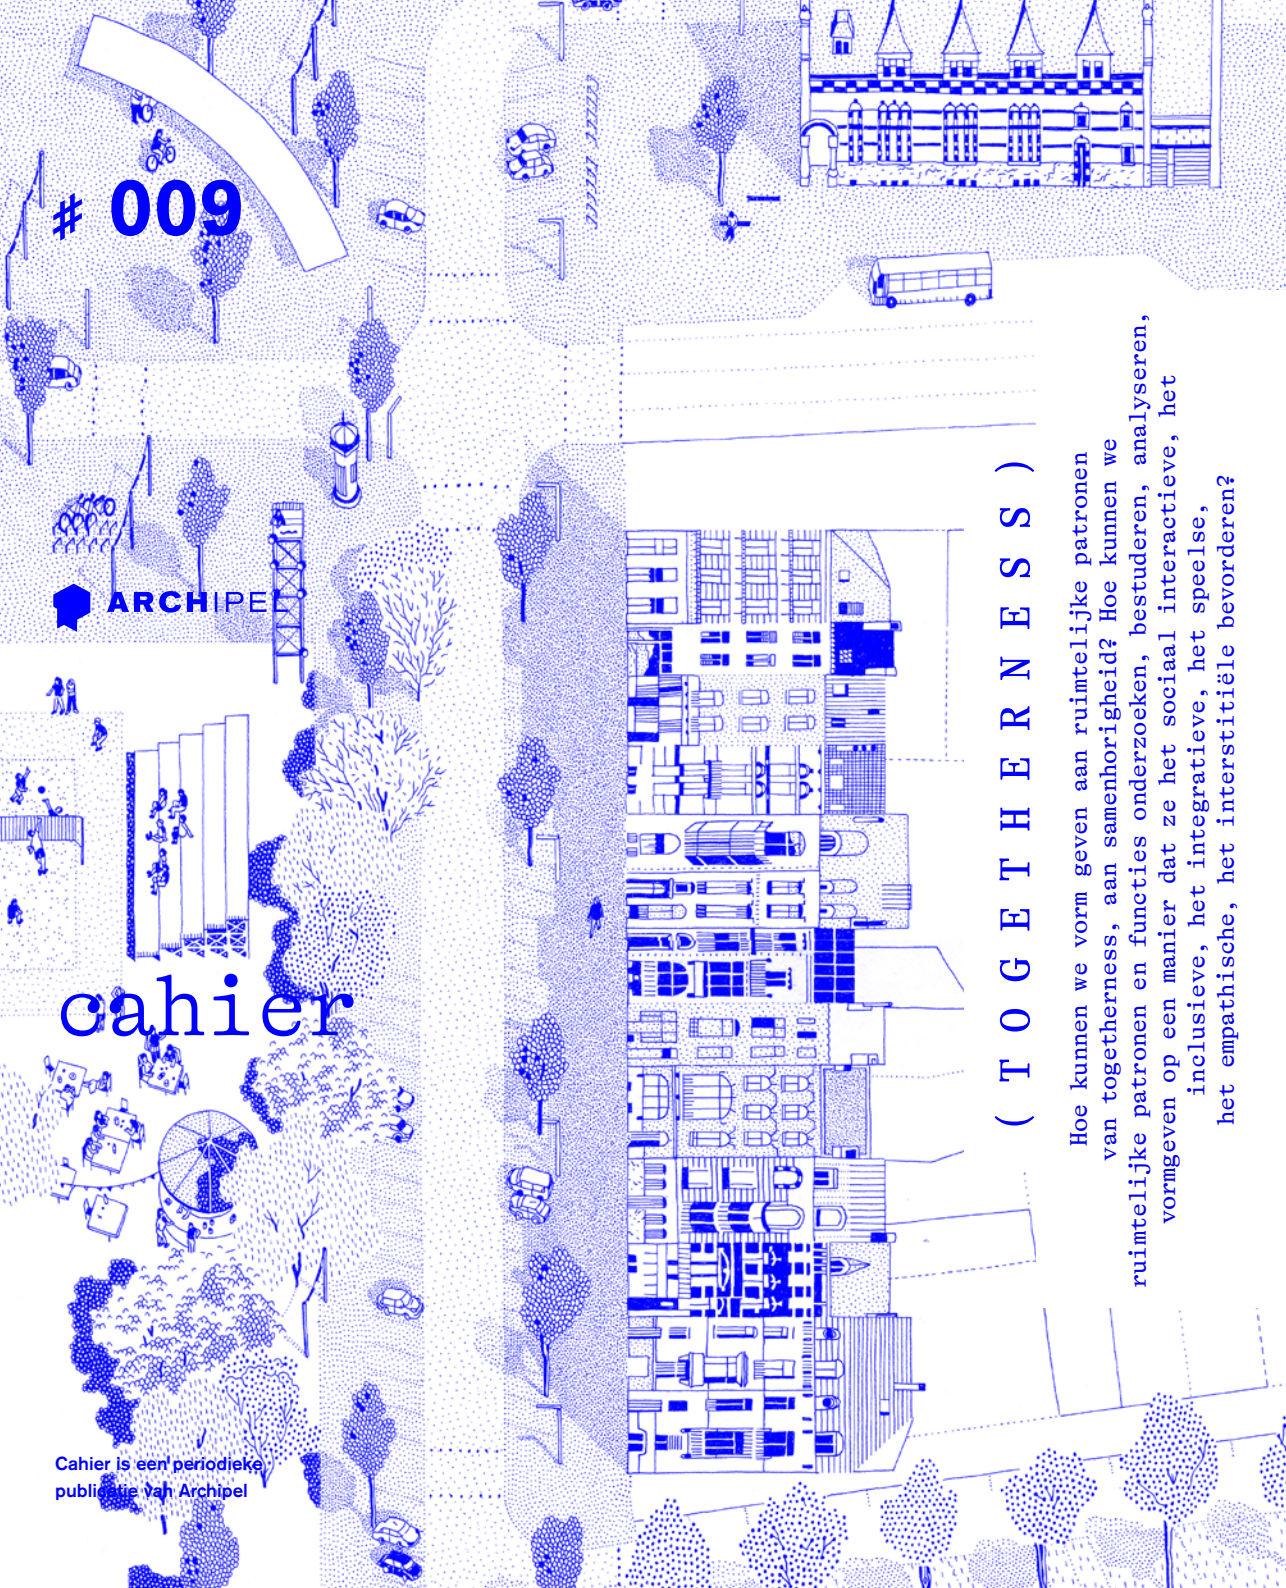 # 009
ARCHIPEL
cahier
Cahier is een periodieke
publicatie van Archipel
( TOGETHERNESS )
Hoe kunnen we vorm geven aan ruimtelijke patronen
van togetherness, aan samenhorigheid? Hoe kunnen we
ruimtelijke patronen en functies onderzoeken, bestuderen, analyseren,
vormgeven op een manier dat ze het sociaal interactieve, het
inclusieve, het integratieve, het speelse,
het empathische, het interstitiële bevorderen?